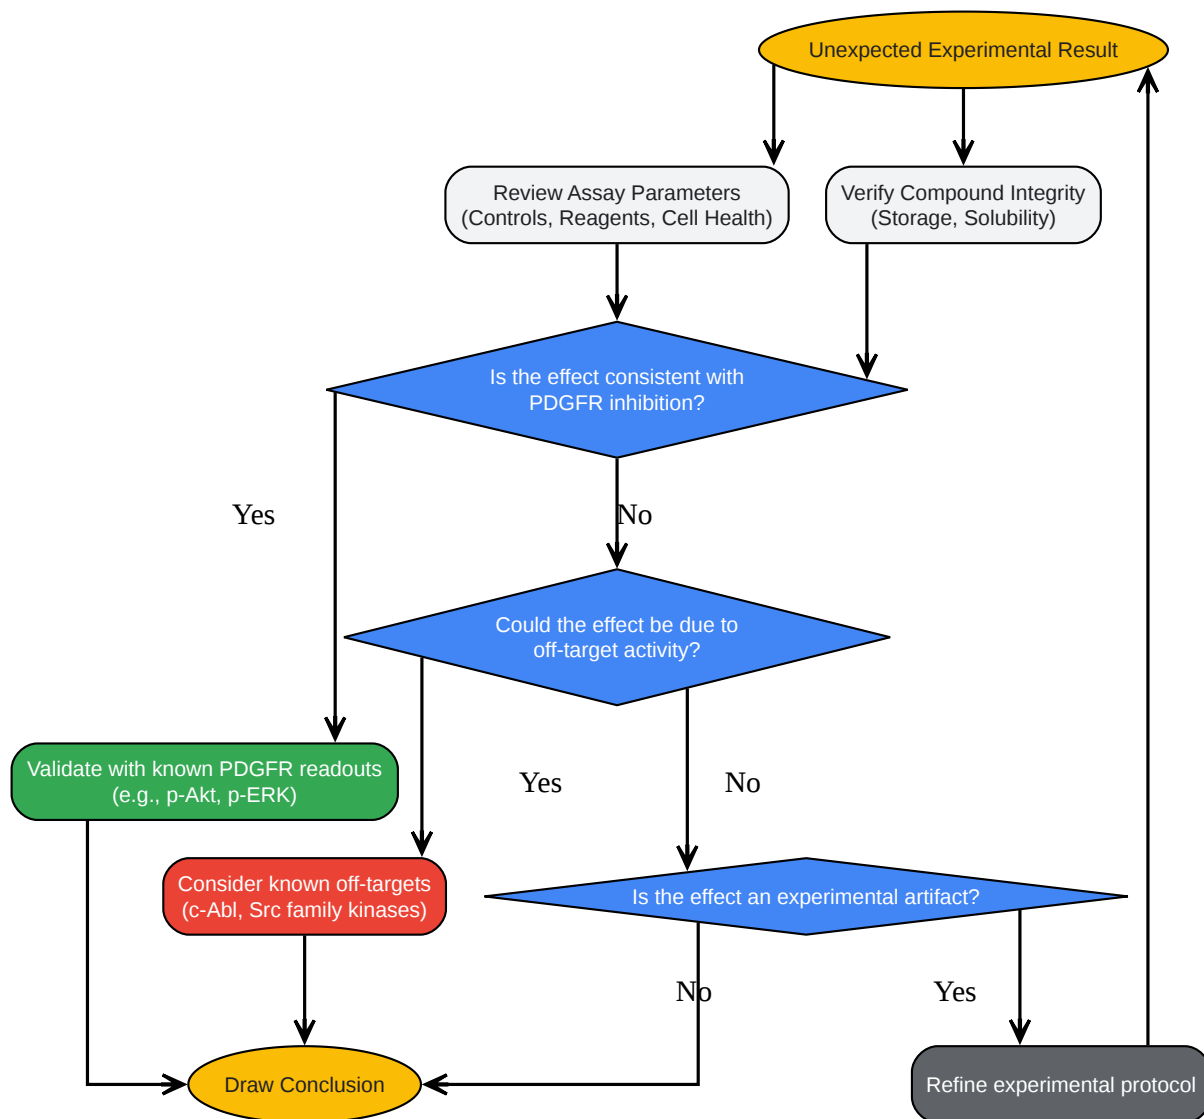 Unexpected Experimental Result
Review Assay Parameters
(Controls, Reagents, Cell Health)
Verify Compound Integrity
(Storage, Solubility)
Is the effect consistent with
PDGFR inhibition?
Yes
No
Could the effect be due to
off-target activity?
Validate with known PDGFR readouts
(e.g., p-Akt, p-ERK)
Yes
No
Consider known off-targets
(c-Abl, Src family kinases)
Is the effect an experimental artifact?
No
Yes
Draw Conclusion
Refine experimental protocol